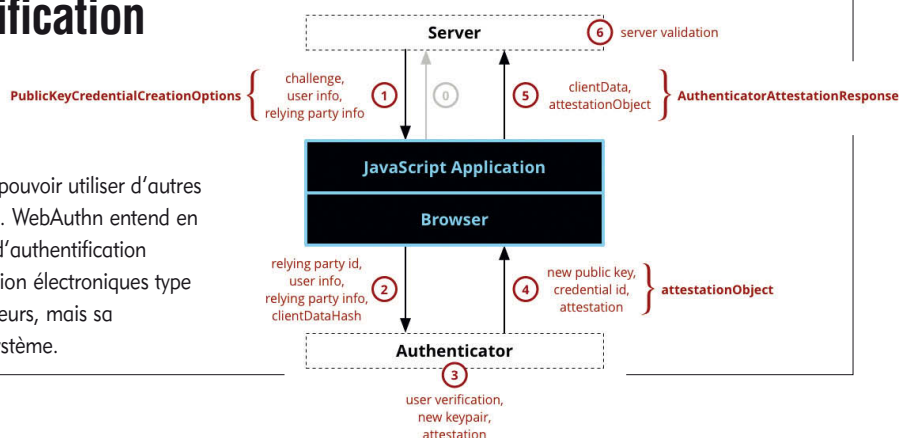 ification
Server
6 server validation
PublicKeyCredentialCreationOptions {
challenge,
user info,
relying party info
1
0
5
clientData,
attestationObject
} AuthenticatorAttestationResponse
JavaScript Application
Browser
pouvoir utiliser d'autres
. WebAuthn entend en
d'authentification
ion électroniques type
eurs, mais sa
stème.
relying party id,
user info,
relying party info,
clientDataHash
2
4
new public key,
credential id,
attestation
} attestationObject
Authenticator
3
user verification,
new keypair,
attestation